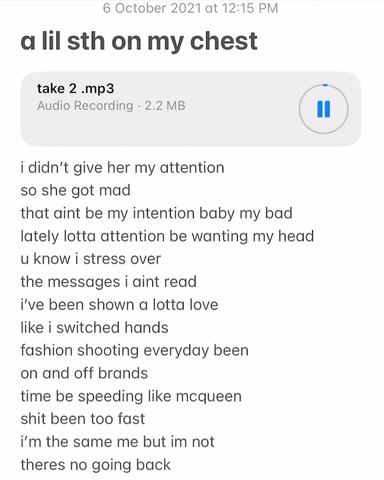 6 October 2021 at 12:15 PM
a lil sth on my chest
take 2 .mp3
Audio Recording · 2.2 MB
i didn’t give her my attention
so she got mad
that aint be my intention baby my bad
lately lotta attention be wanting my head
u know i stress over
the messages i aint read
i’ve been shown a lotta love
like i switched hands
fashion shooting everyday been
on and off brands
time be speeding like mcqueen
shit been too fast
i’m the same me but im not
theres no going back